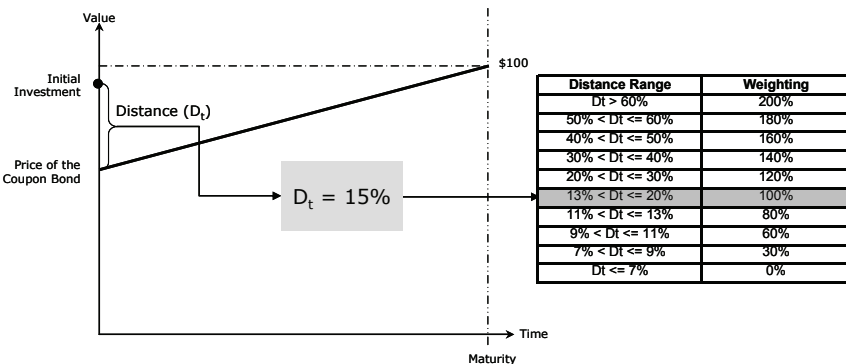 Value
$100
Initial
Investment
Distance (Dt)
Price of the
Coupon Bond
Dt = 15%
Distance Range Weighting
Dt > 60% 200%
50% < Dt <= 60% 180%
40% < Dt <= 50% 160%
30% < Dt <= 40% 140%
20% < Dt <= 30% 120%
13% < Dt <= 20% 100%
11% < Dt <= 13% 80%
9% < Dt <= 11% 60%
7% < Dt <= 9% 30%
Dt <= 7% 0%
Time
Maturity